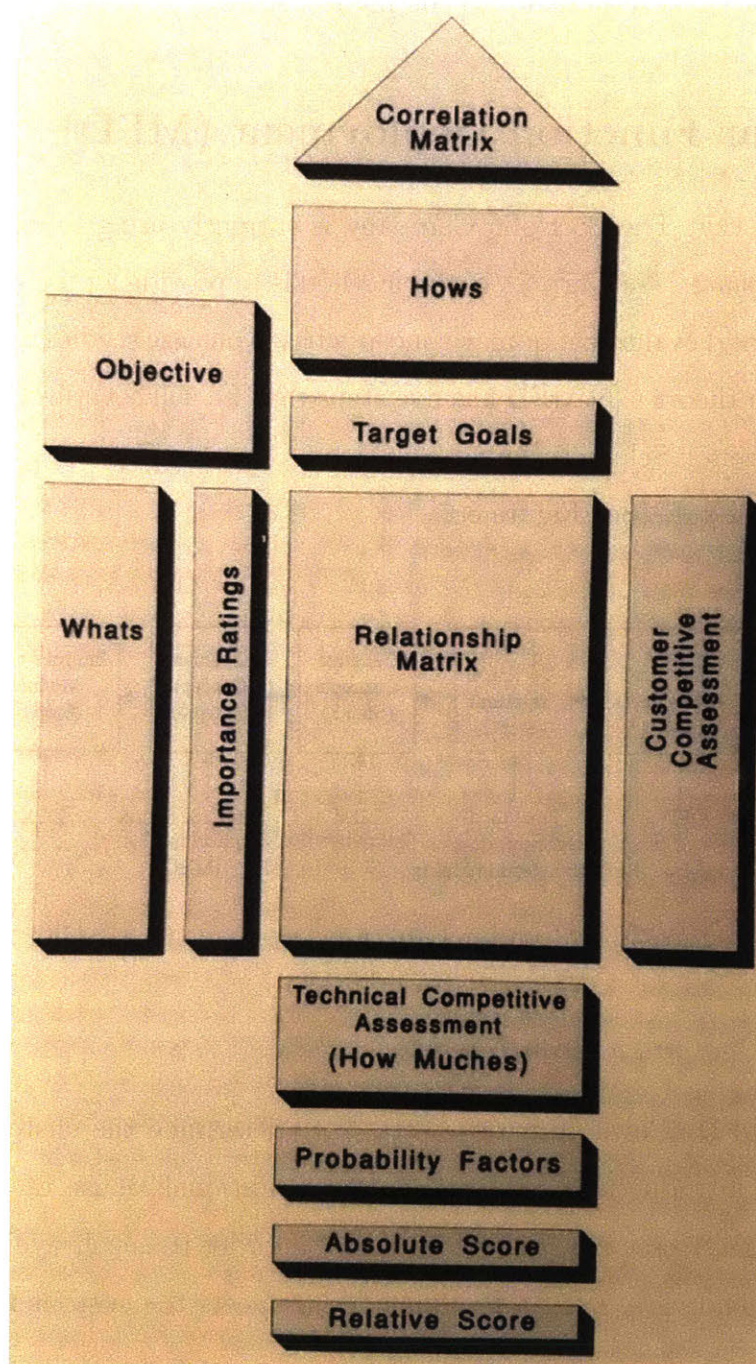 Correlation
Matrix
Hows
Objective
Target Goals
Whats
Importance Ratings
Relationship
Matrix
Customer
Competitive
Assessment
Technical Competitive
Assessment
(How Muches)
Probability Factors
Absolute Score
Relative Score